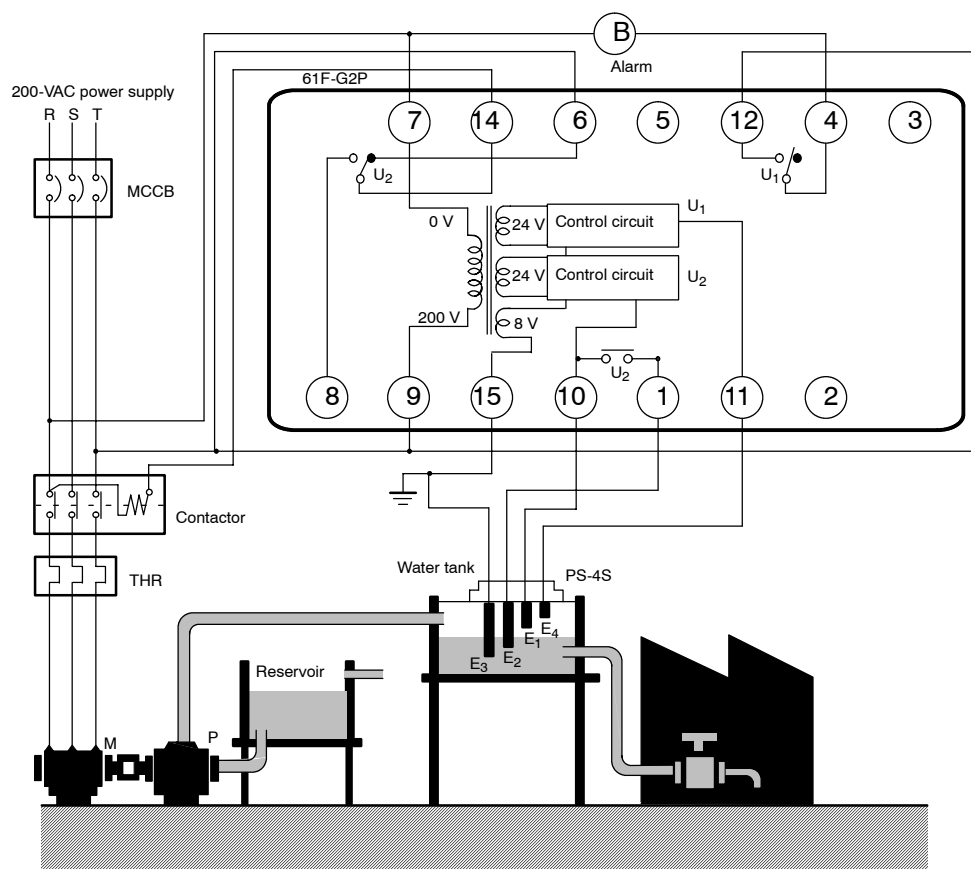 B
Alarm
61F-G2P
200-VAC power supply
R S T
7 14 6 5 12 4 3
MCCB
U2
U1
0 V
24 V
Control circuit
U1
24 V
Control circuit
U2
200 V
8 V
U2
8 9 15 10 1 11 2
Contactor
THR
Water tank
PS-4S
E3 E2 E1 E4
Reservoir
M
P